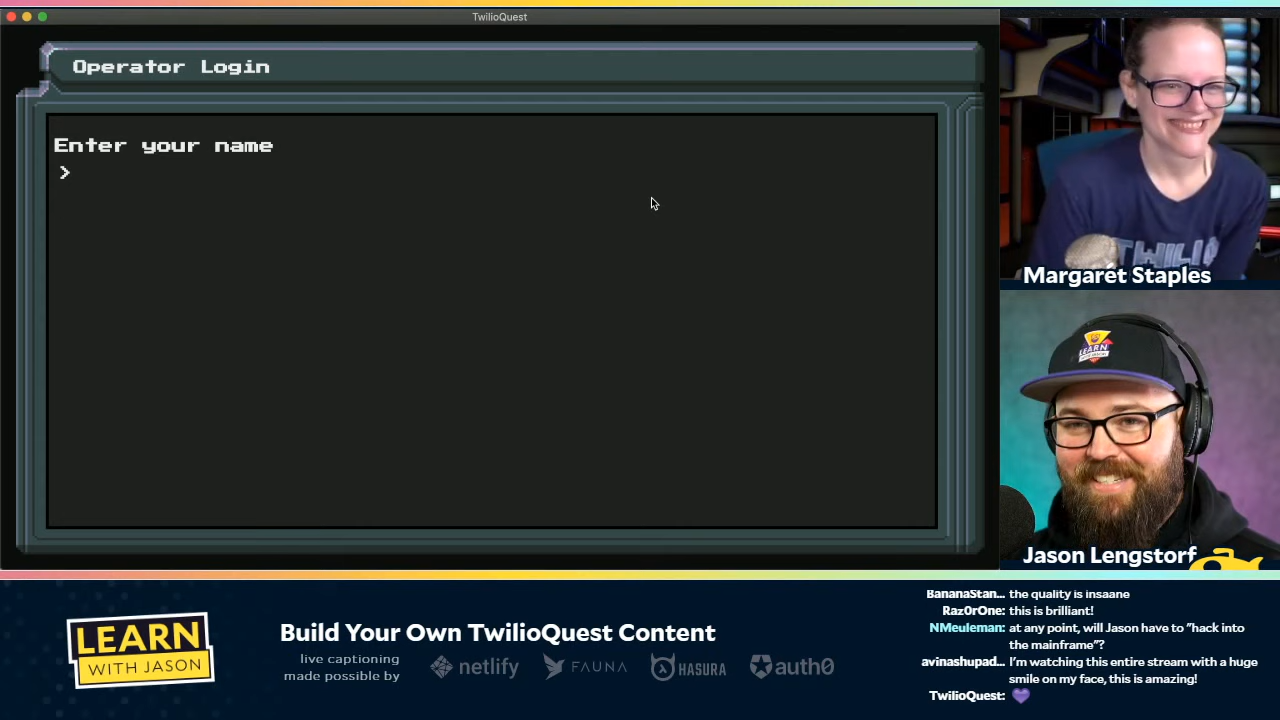 TwilioQuest
Operator Login
Enter your name
>
TWILIO
Margaret Staples
LEARN
Jason Lengstorf
LEARN
WITH JASON
Build Your Own TwilioQuest Content
live captioning
made possible by
netlify
FAUNA
HASURA
auth0
BananaStan... the quality is insaane
Raz0rOne: this is brilliant!
NMeuleman: at any point, will Jason have to "hack into
the mainframe"?
avinashupad... I'm watching this entire stream with a huge
smile on my face, this is amazing!
TwilioQuest: 💜